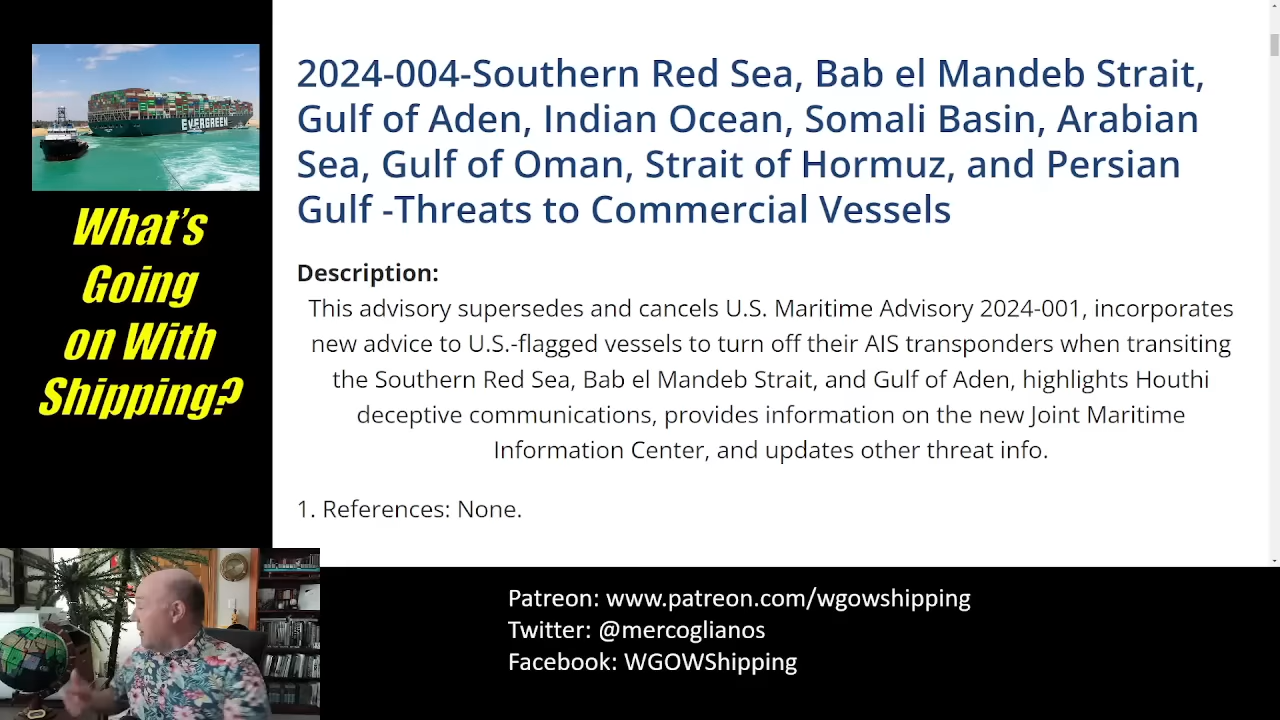 EVERGREEN
What's
Going
on With
Shipping?
2024-004-Southern Red Sea, Bab el Mandeb Strait,
Gulf of Aden, Indian Ocean, Somali Basin, Arabian
Sea, Gulf of Oman, Strait of Hormuz, and Persian
Gulf -Threats to Commercial Vessels
Description:
This advisory supersedes and cancels U.S. Maritime Advisory 2024-001, incorporates
new advice to U.S.-flagged vessels to turn off their AIS transponders when transiting
the Southern Red Sea, Bab el Mandeb Strait, and Gulf of Aden, highlights Houthi
deceptive communications, provides information on the new Joint Maritime
Information Center, and updates other threat info.
1. References: None.
Patreon: www.patreon.com/wgowshipping
Twitter: @mercoglianos
Facebook: WGOWShipping